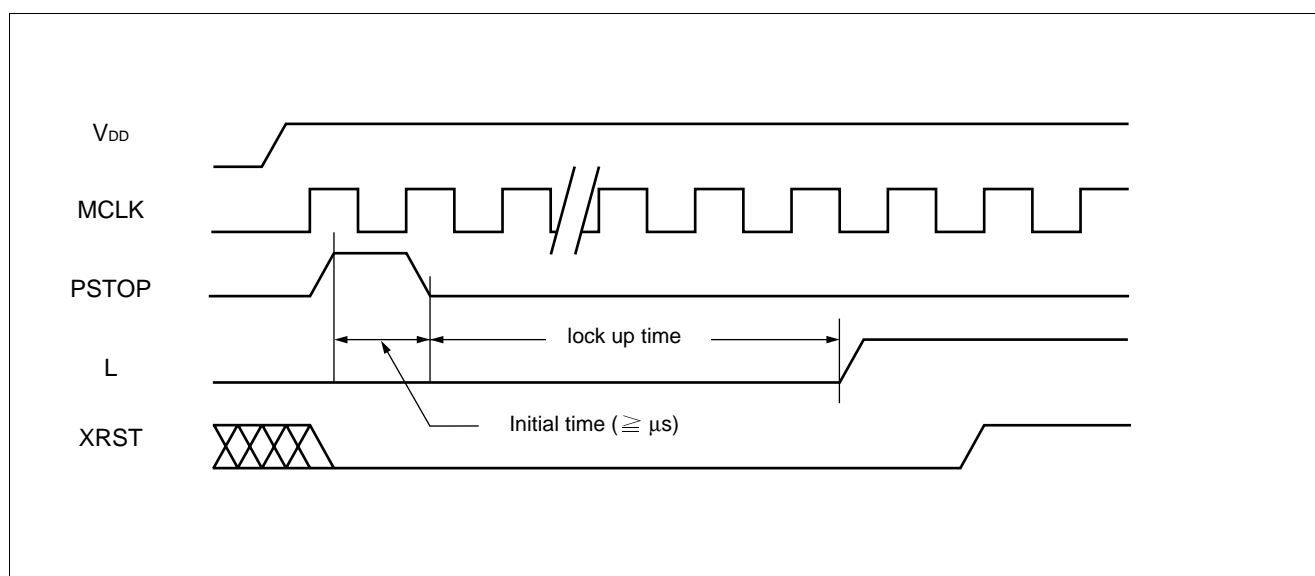 VDD
MCLK
PSTOP
lock up time
L
Initial time (≧ μs)
XRST